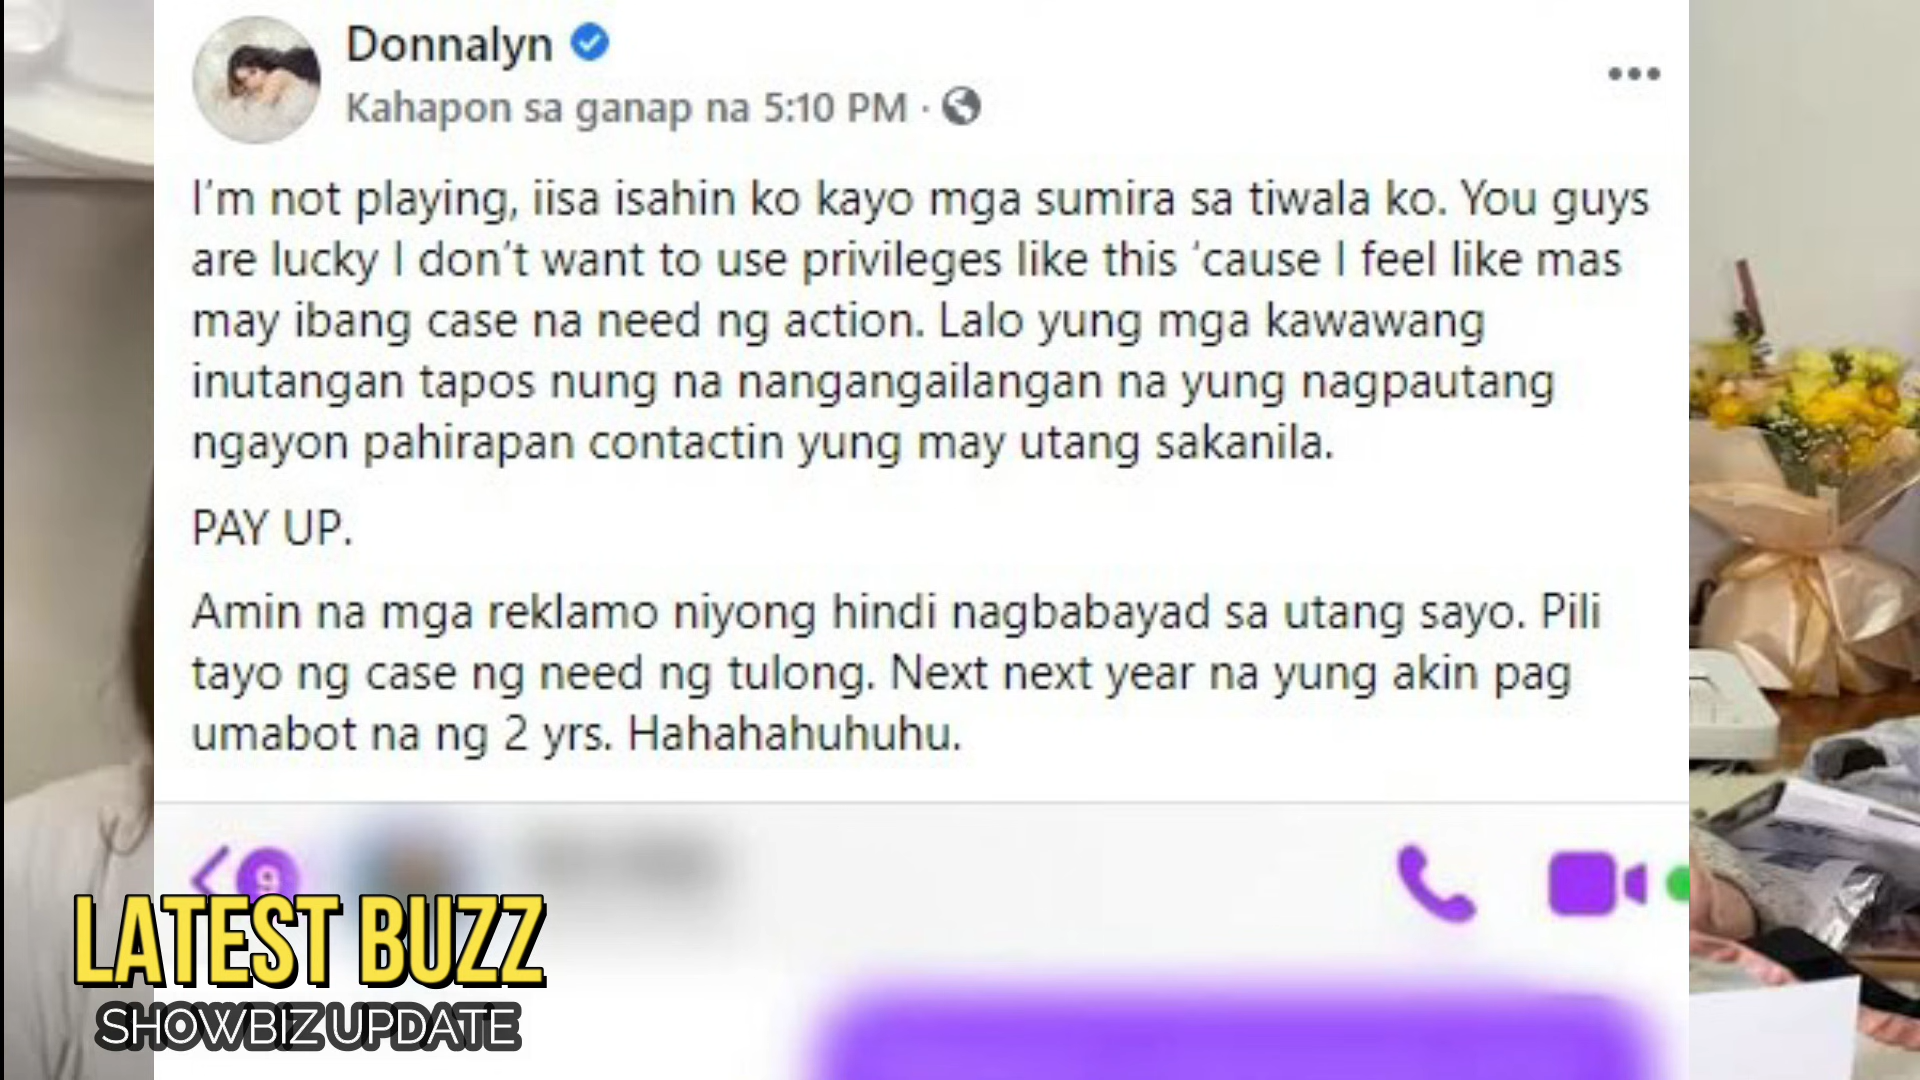 Donnalyn
Kahapon sa ganap na 5:10 PM ·
I'm not playing, iisa isahin ko kayo mga sumira sa tiwala ko. You guys
are lucky I don't want to use privileges like this 'cause I feel like mas
may ibang case na need ng action. Lalo yung mga kawawang
inutangan tapos nung na nangangailangan na yung nagpautang
ngayon pahirapan contactin yung may utang sakanila.
PAY UP.
Amin na mga reklamo niyong hindi nagbabayad sa utang sayo. Pili
tayo ng case ng need ng tulong. Next next year na yung akin pag
umabot na ng 2 yrs. Hahahahuhuhu.
9
LATEST BUZZ
SHOWBIZ UPDATE